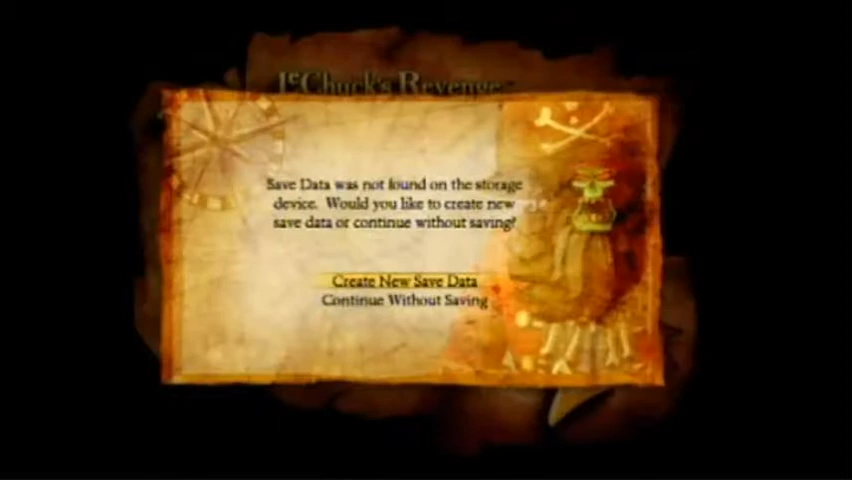 LeChuck's Revenge
Save Data was not found on the storage
device. Would you like to create new
save data or continue without saving?
Create New Save Data
Continue Without Saving